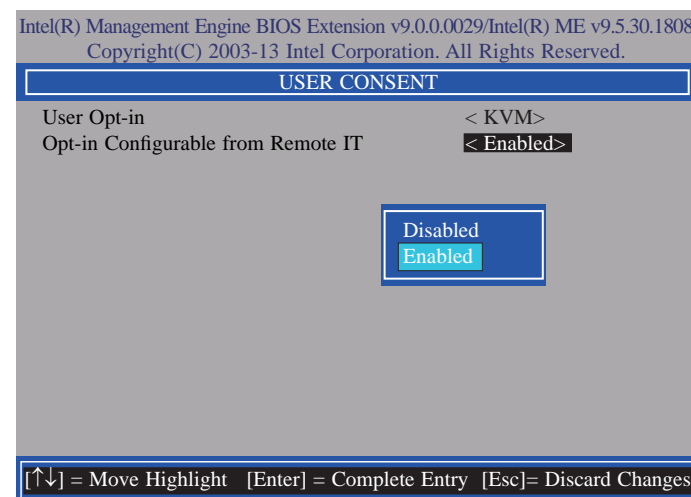 Intel(R) Management Engine BIOS Extension v9.0.0.0029/Intel(R) ME v9.5.30.1808
Copyright(C) 2003-13 Intel Corporation. All Rights Reserved.
USER CONSENT
User Opt-in < KVM>
Opt-in Configurable from Remote IT < Enabled>
Disabled
Enabled
[↑↓] = Move Highlight [Enter] = Complete Entry [Esc]= Discard Changes